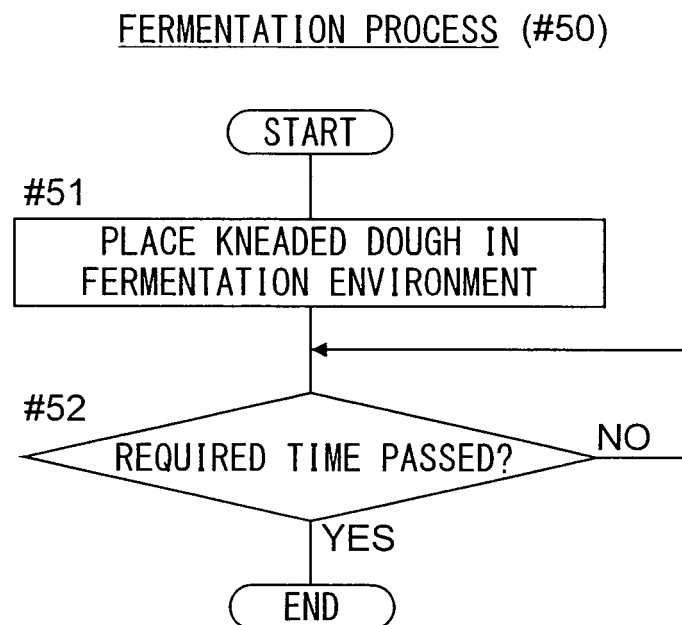 FERMENTATION PROCESS (#50)
START
#51
PLACE KNEADED DOUGH IN
FERMENTATION ENVIRONMENT
#52
REQUIRED TIME PASSED?
NO
YES
END